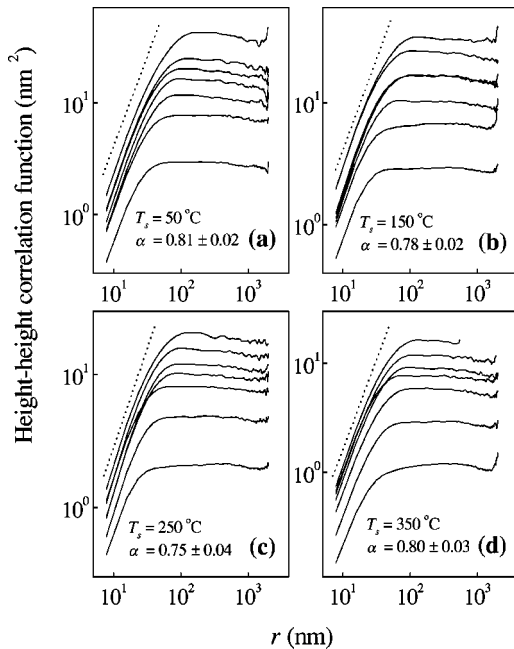 Height-height correlation function (nm²)
10¹
10⁰
Tₛ = 50 °C
α = 0.81 ± 0.02
(a)
10¹ 10² 10³
10¹
10⁰
Tₛ = 150 °C
α = 0.78 ± 0.02
(b)
10¹ 10² 10³
10¹
10⁰
Tₛ = 250 °C
α = 0.75 ± 0.04
(c)
10¹ 10² 10³
10¹
10⁰
Tₛ = 350 °C
α = 0.80 ± 0.03
(d)
10¹ 10² 10³
r (nm)